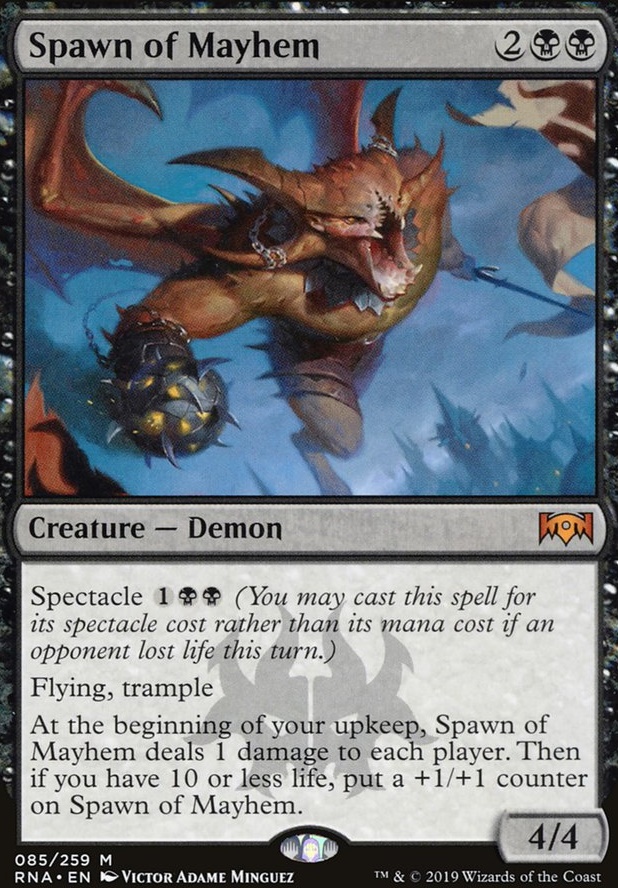 Spawn of Mayhem 2
Creature — Demon
Spectacle 1 (You may cast this spell for
its spectacle cost rather than its mana cost if an
opponent lost life this turn.)
Flying, trample
At the beginning of your upkeep, Spawn of
Mayhem deals 1 damage to each player. Then
if you have 10 or less life, put a +1/+1 counter
on Spawn of Mayhem.
4/4
085/259 M
RNA • EN Victor Adame Minguez
™ & © 2019 Wizards of the Coast